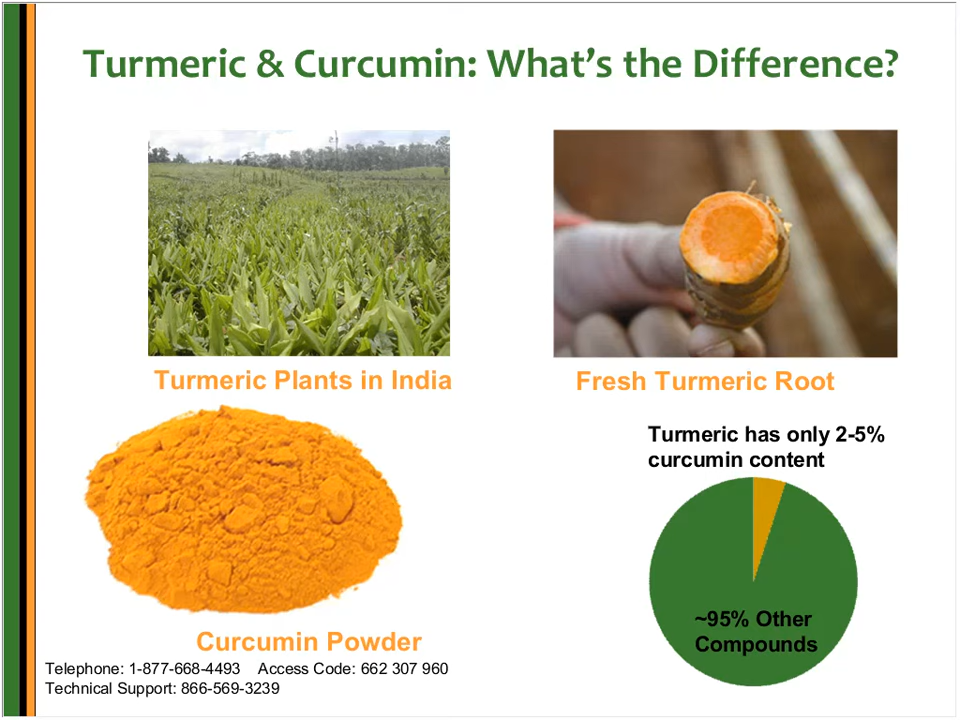 Turmeric & Curcumin: What's the Difference?
Turmeric Plants in India
Fresh Turmeric Root
Turmeric has only 2-5%
curcumin content
~95% Other
Compounds
Curcumin Powder
Telephone: 1-877-668-4493 Access Code: 662 307 960
Technical Support: 866-569-3239